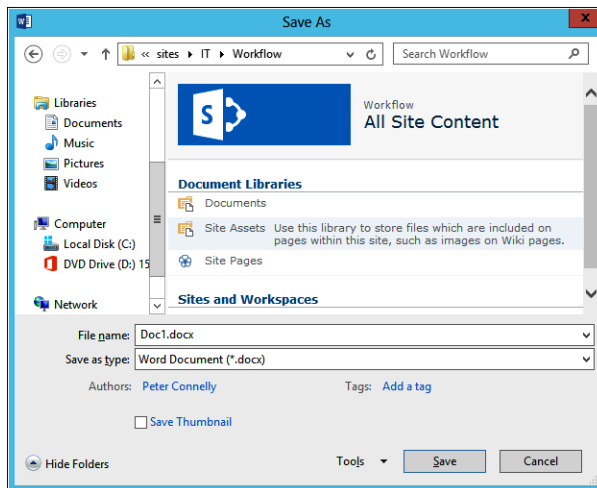 Save As
« sites ▸ IT ▸ Workflow
Search Workflow
Libraries
Documents
Music
Pictures
Videos
Computer
Local Disk (C:)
DVD Drive (D:) 15
Network
S
Workflow
All Site Content
Document Libraries
Documents
Site Assets Use this library to store files which are included on
pages within this site, such as images on Wiki pages.
Site Pages
Sites and Workspaces
File name: Doc1.docx
Save as type: Word Document (*.docx)
Authors: Peter Connelly Tags: Add a tag
Save Thumbnail
Hide Folders Tools Save Cancel